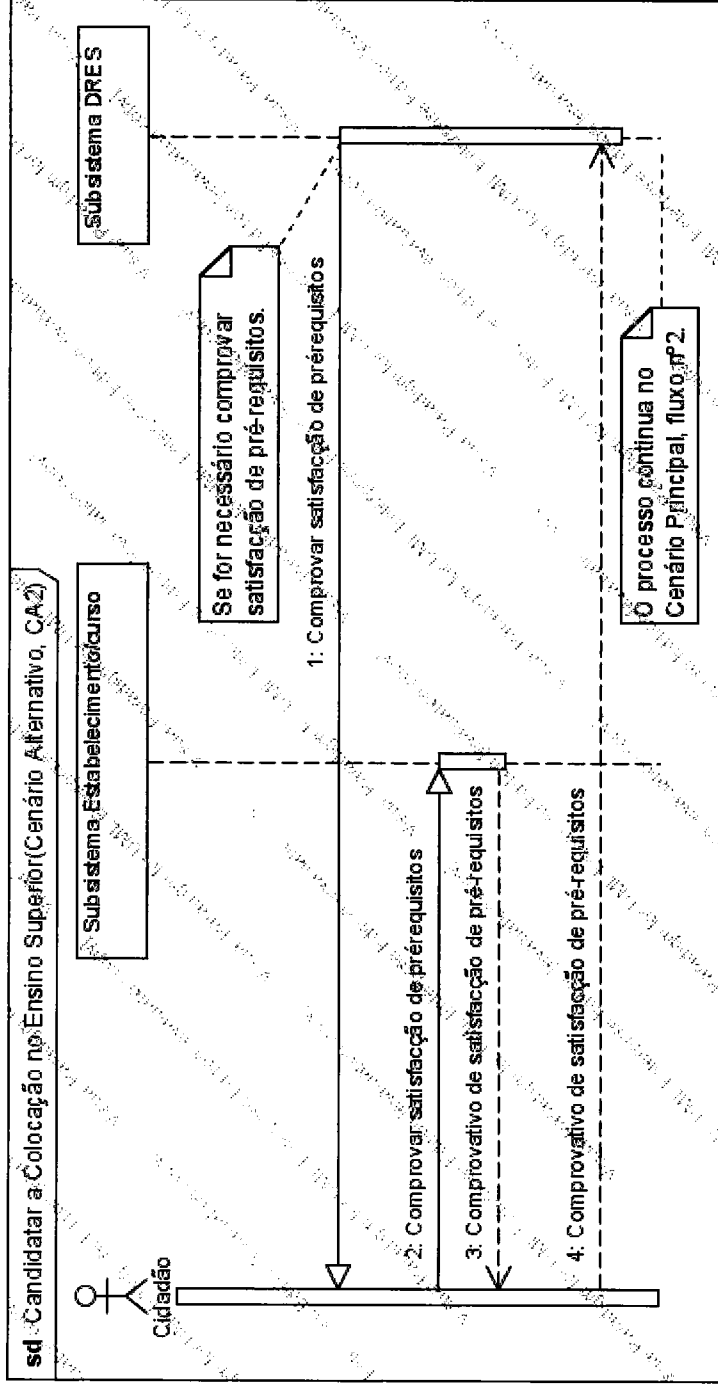 sd Candidatar a Colocação no Ensino Superior(Cenário Alternativo, CA2)
Cidadão
Subsistema Estabelecimento/curso
Subsistema DRES
Se for necessário comprovar
satisfacção de pré-requisitos.
1: Comprovar satisfacção de prérequisitos
2: Comprovar satisfacção de prérequisitos
3: Comprovativo de satisfacção de pré-requisitos
4: Comprovativo de satisfacção de pré-requisitos
O processo continua no
Cenário Principal, fluxo nº2.